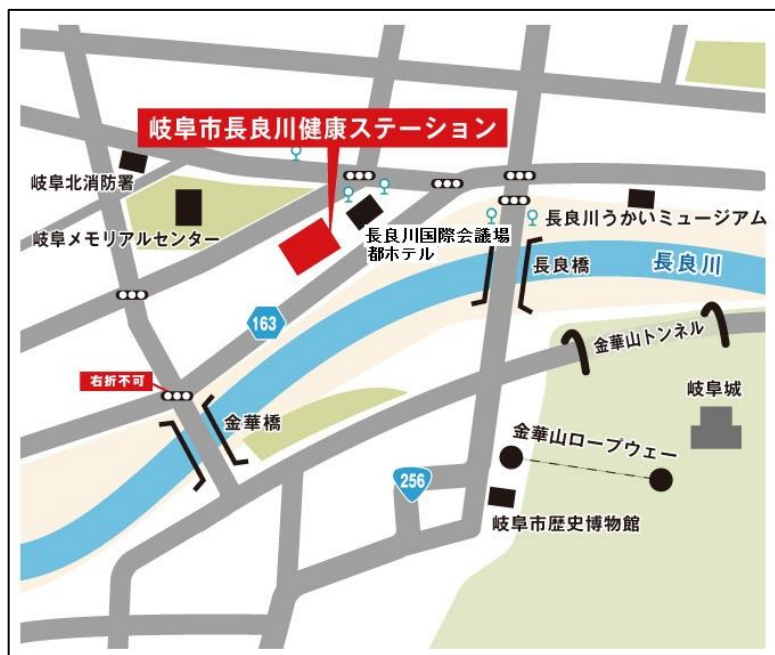 岐阜市長良川健康ステーション
岐阜北消防署
岐阜メモリアルセンター
長良川うかいミュージアム
長良川国際会議場
都ホテル
長良橋
長良川
163
金華山トンネル
右折不可
岐阜城
金華橋
金華山ロープウェー
256
岐阜市歴史博物館